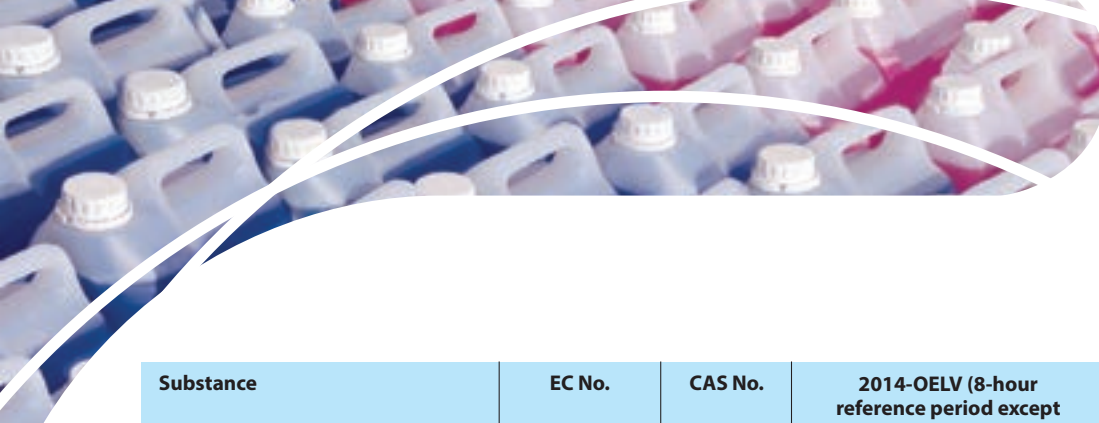 Substance
EC No.
CAS No.
2014-OELV (8-hour
reference period except